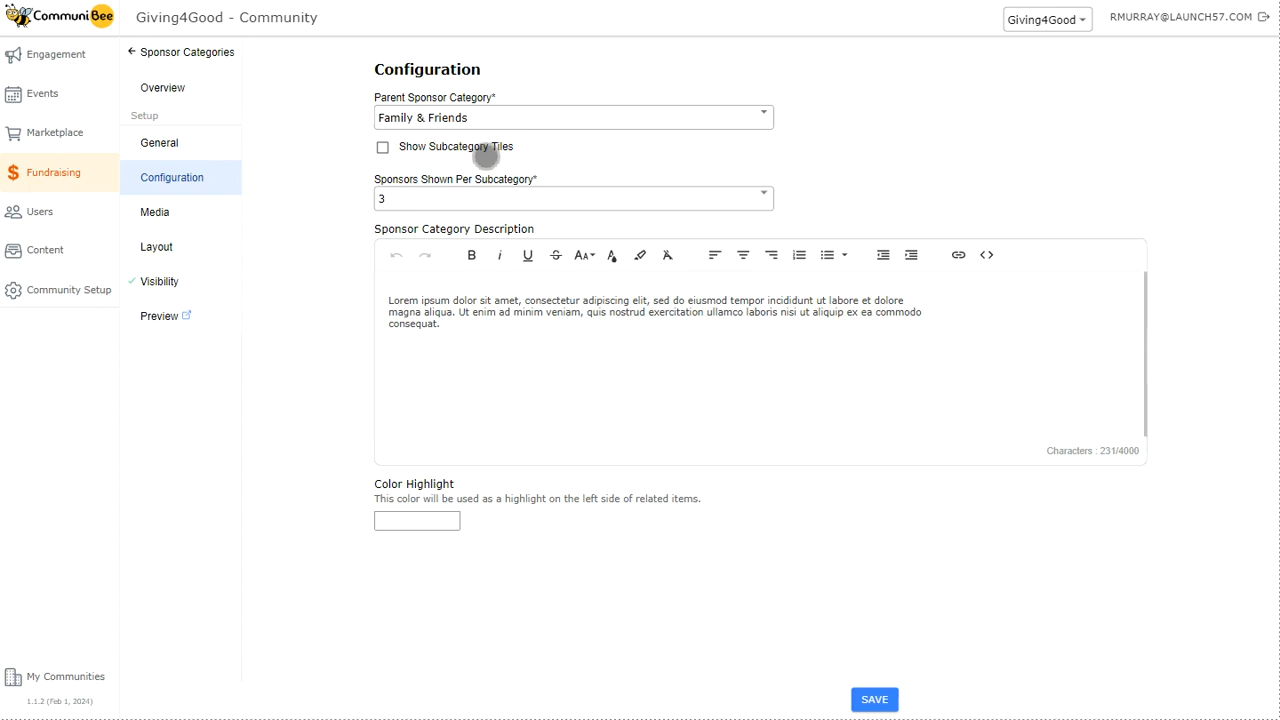 CommuniBee
Giving4Good - Community
Giving4Good
RMURRAY@LAUNCH57.COM
Engagement
Events
Marketplace
Fundraising
Users
Content
Community Setup
My Communities
1.1.2 (Feb 1, 2024)
Sponsor Categories
Overview
Setup
General
Configuration
Media
Layout
Visibility
Preview
Configuration
Parent Sponsor Category*
Family & Friends
Show Subcategory Tiles
Sponsors Shown Per Subcategory*
3
Sponsor Category Description
Lorem ipsum dolor sit amet, consectetur adipiscing elit, sed do eiusmod tempor incididunt ut labore et dolore
magna aliqua. Ut enim ad minim veniam, quis nostrud exercitation ullamco laboris nisi ut aliquip ex ea commodo
consequat.
Characters : 231/4000
Color Highlight
This color will be used as a highlight on the left side of related items.
SAVE